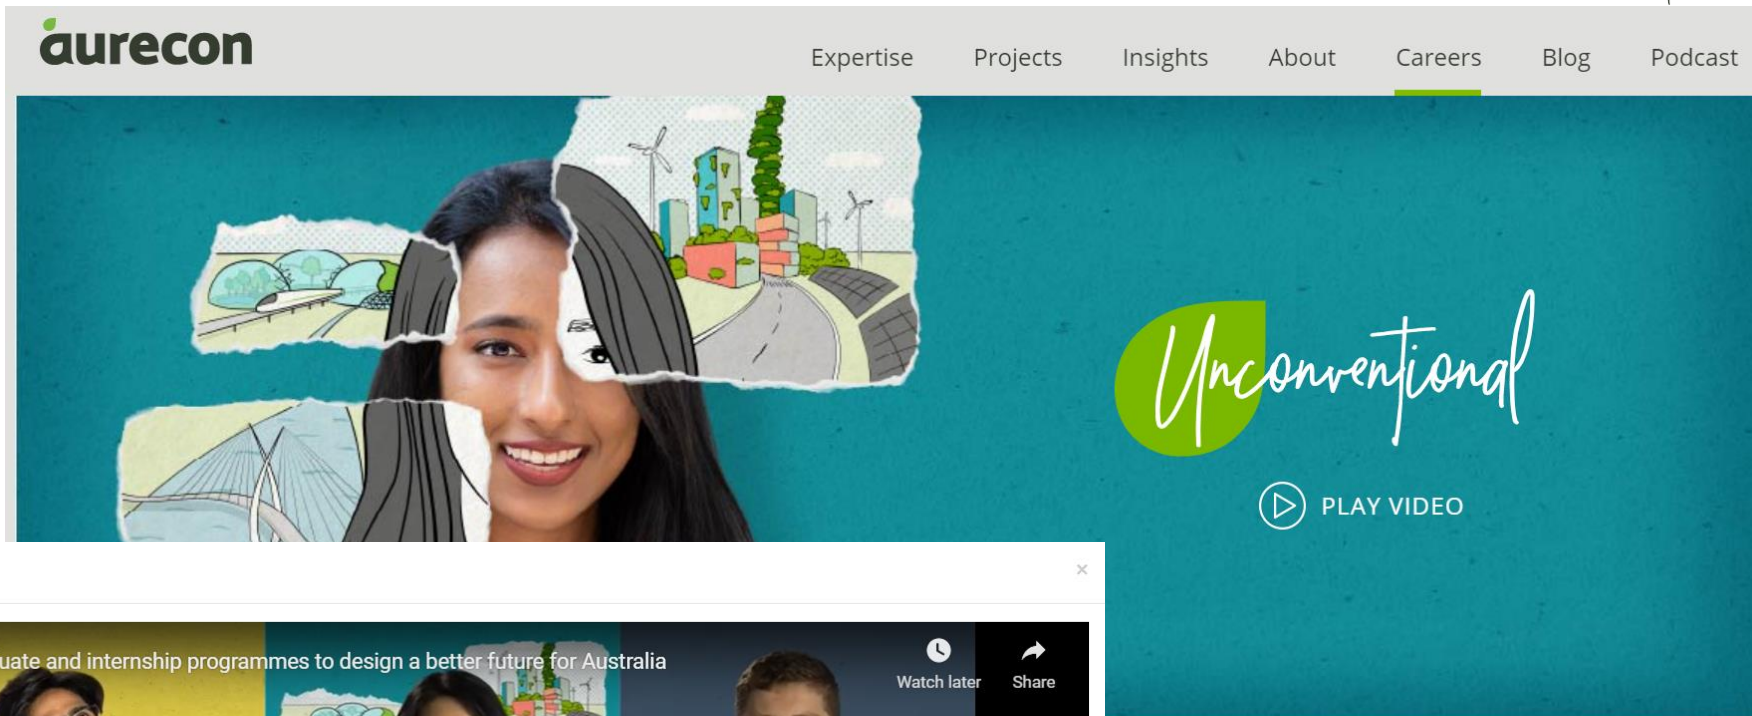 aurecon
Expertise Projects Insights About Careers Blog Podcast
Unconventional
PLAY VIDEO
×
uate and internship programmes to design a better future for Australia
Watch later Share